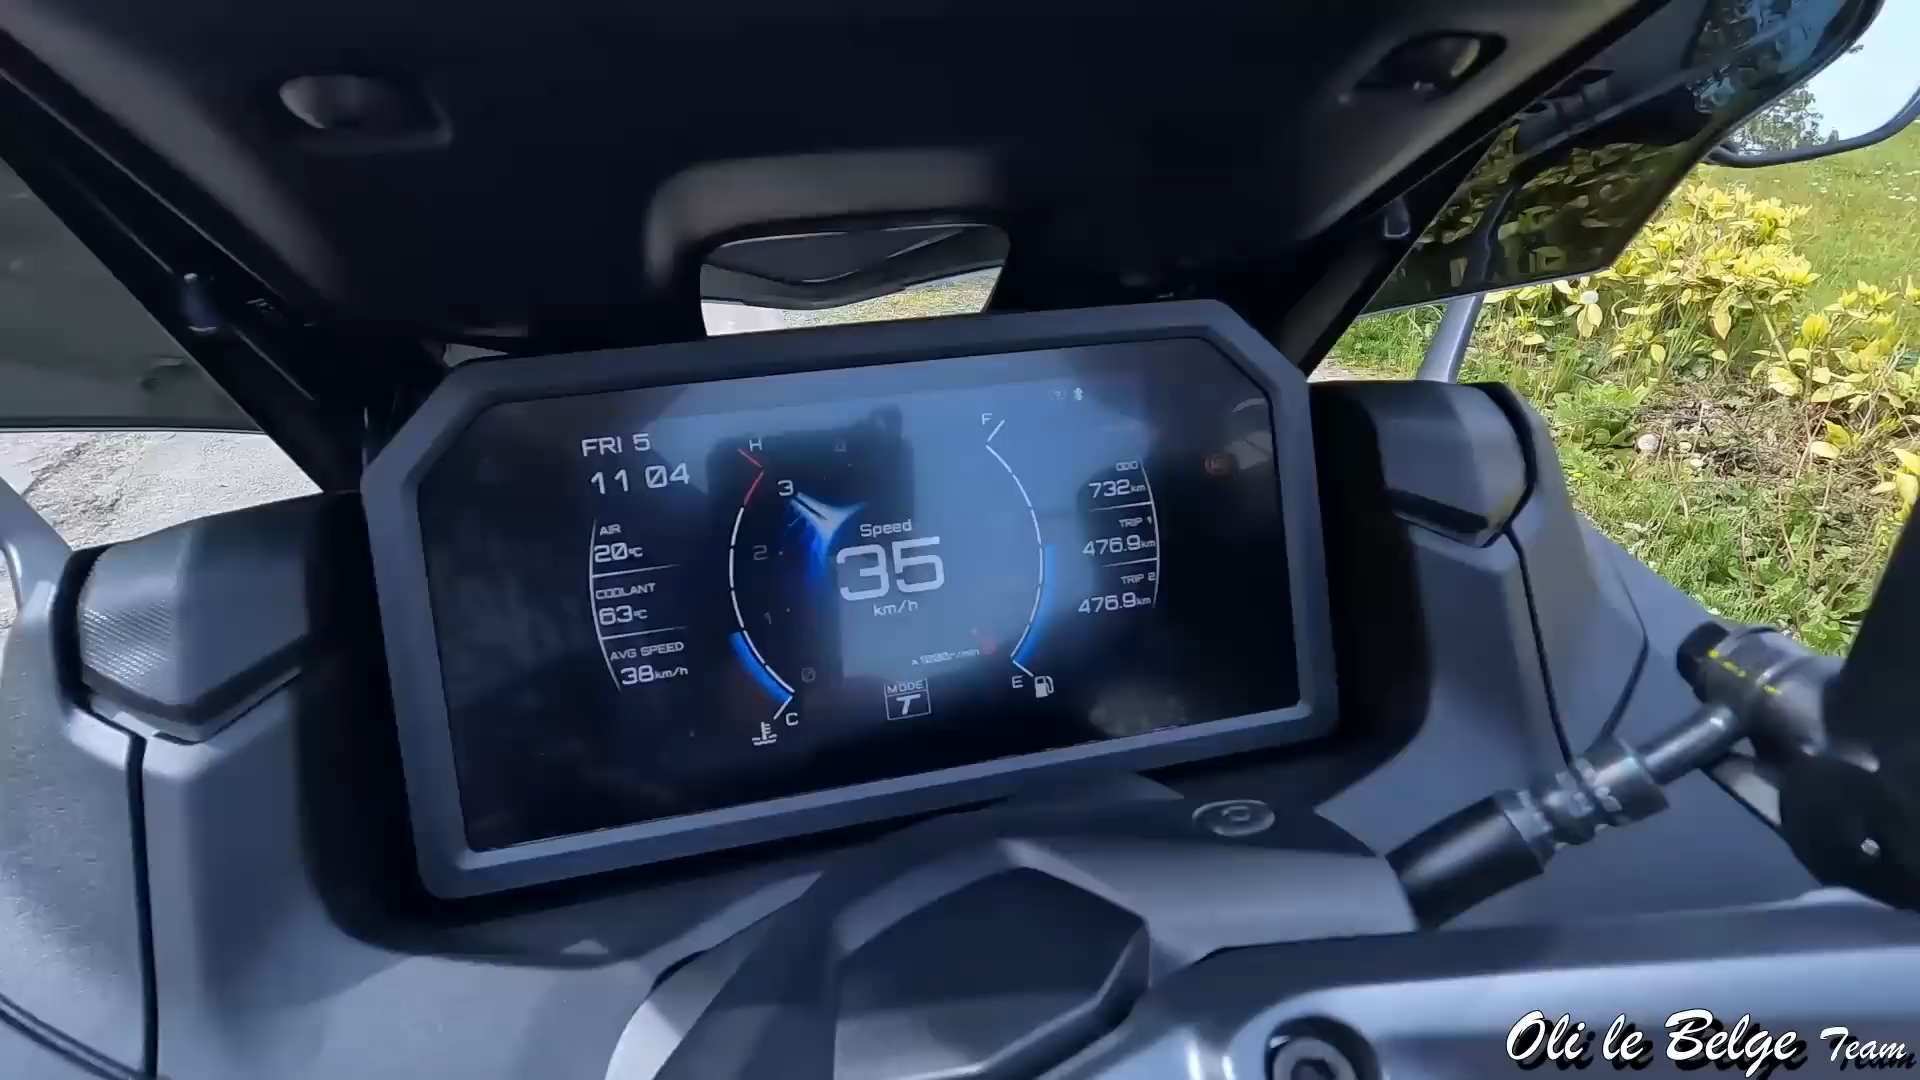 FRI 5
11 04
AIR
20°C
COOLANT
63°C
AVG SPEED
38km/h
H
3
2
1
0
C
Speed
35
km/h
x1000r/min
MODE
T
F
E
ODO
732km
TRIP 1
476.9km
TRIP 2
476.9km
Oli le Belge Team